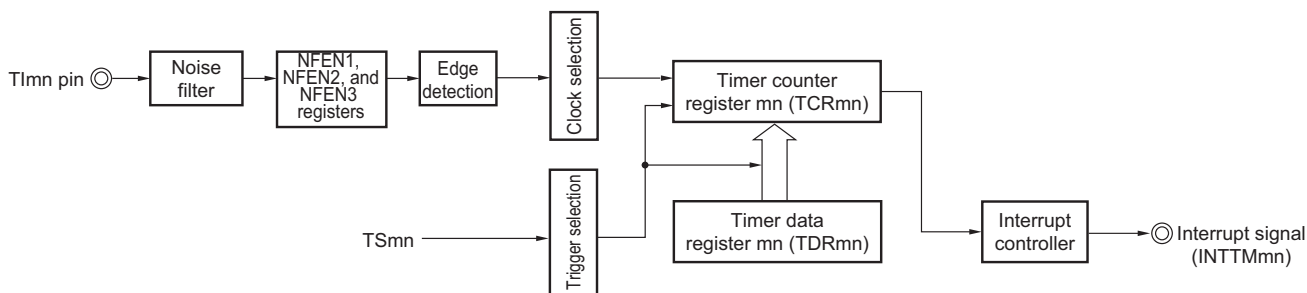 TImn pin
Noise
filter
NFEN1,
NFEN2, and
NFEN3
registers
Edge
detection
Clock selection
Timer counter
register mn (TCRmn)
TSmn
Trigger selection
Timer data
register mn (TDRmn)
Interrupt
controller
Interrupt signal
(INTTMmn)